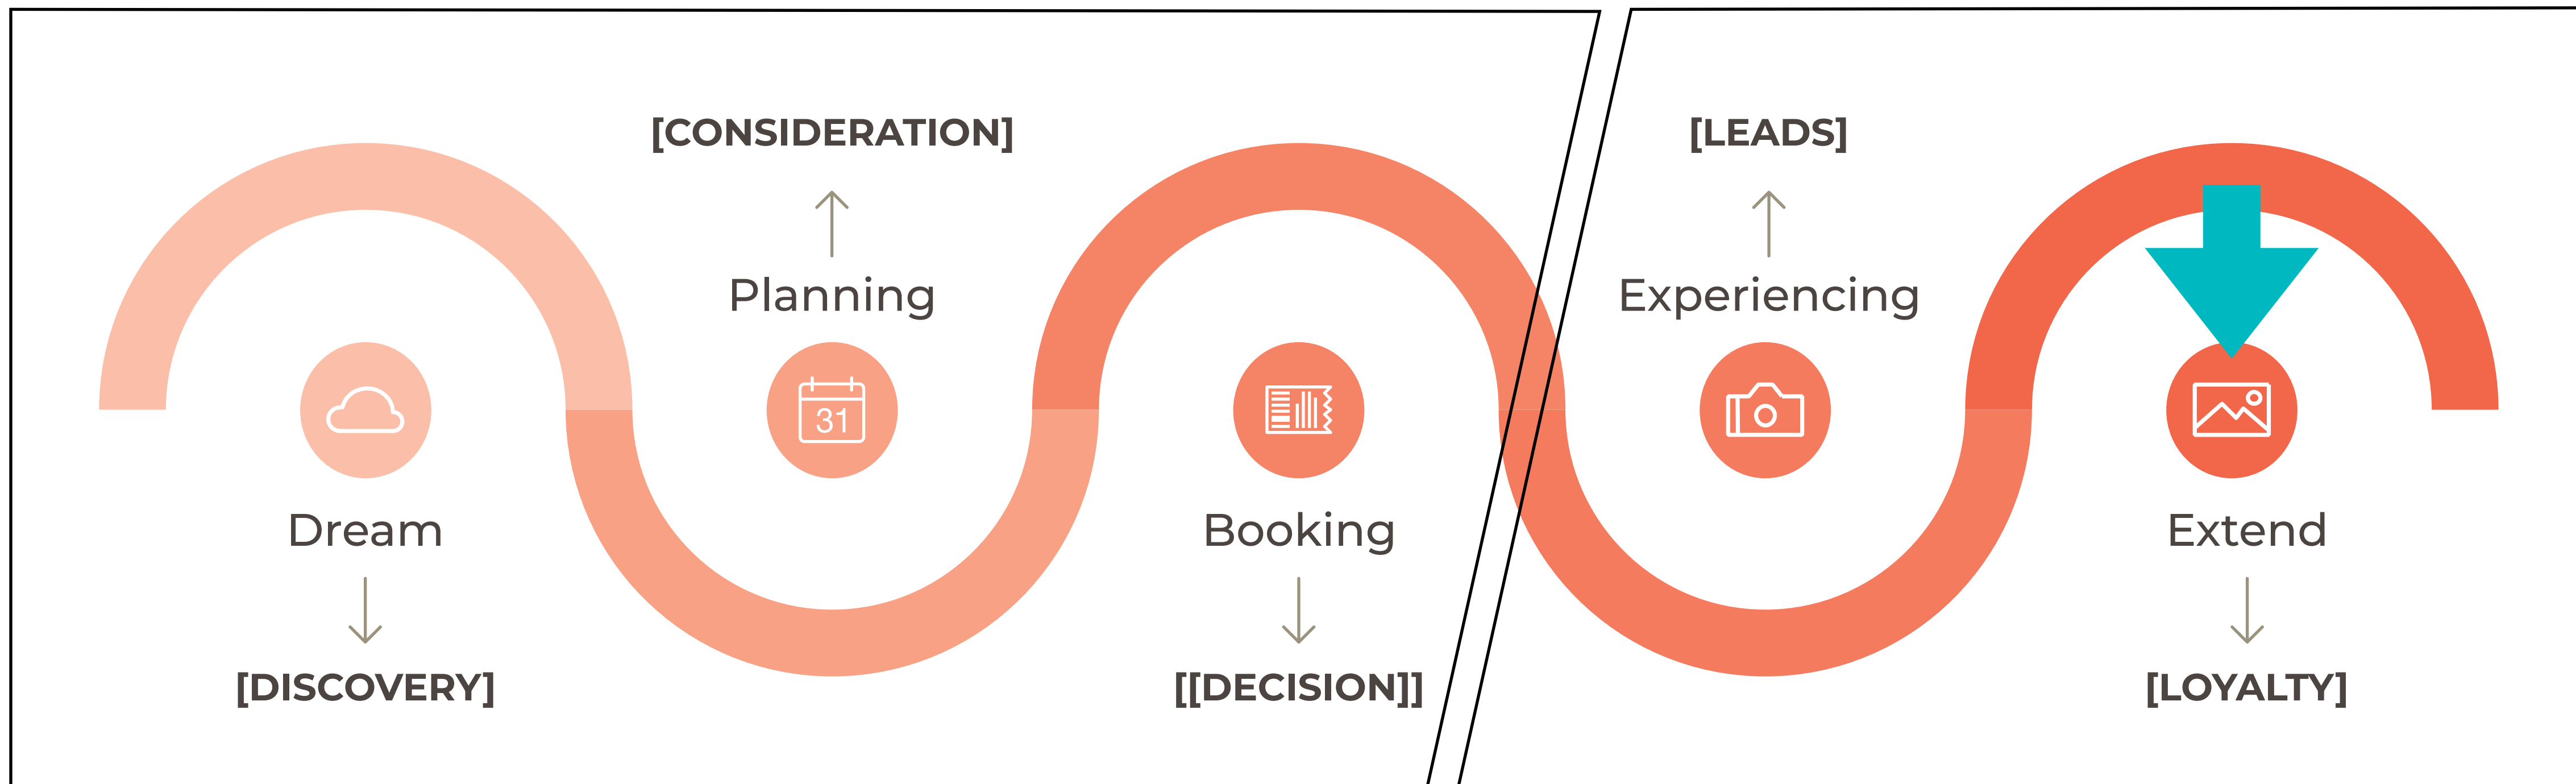 [CONSIDERATION]
[LEADS]
Planning
Experiencing
31
Dream
Booking
Extend
[DISCOVERY]
[[DECISION]]
[LOYALTY]